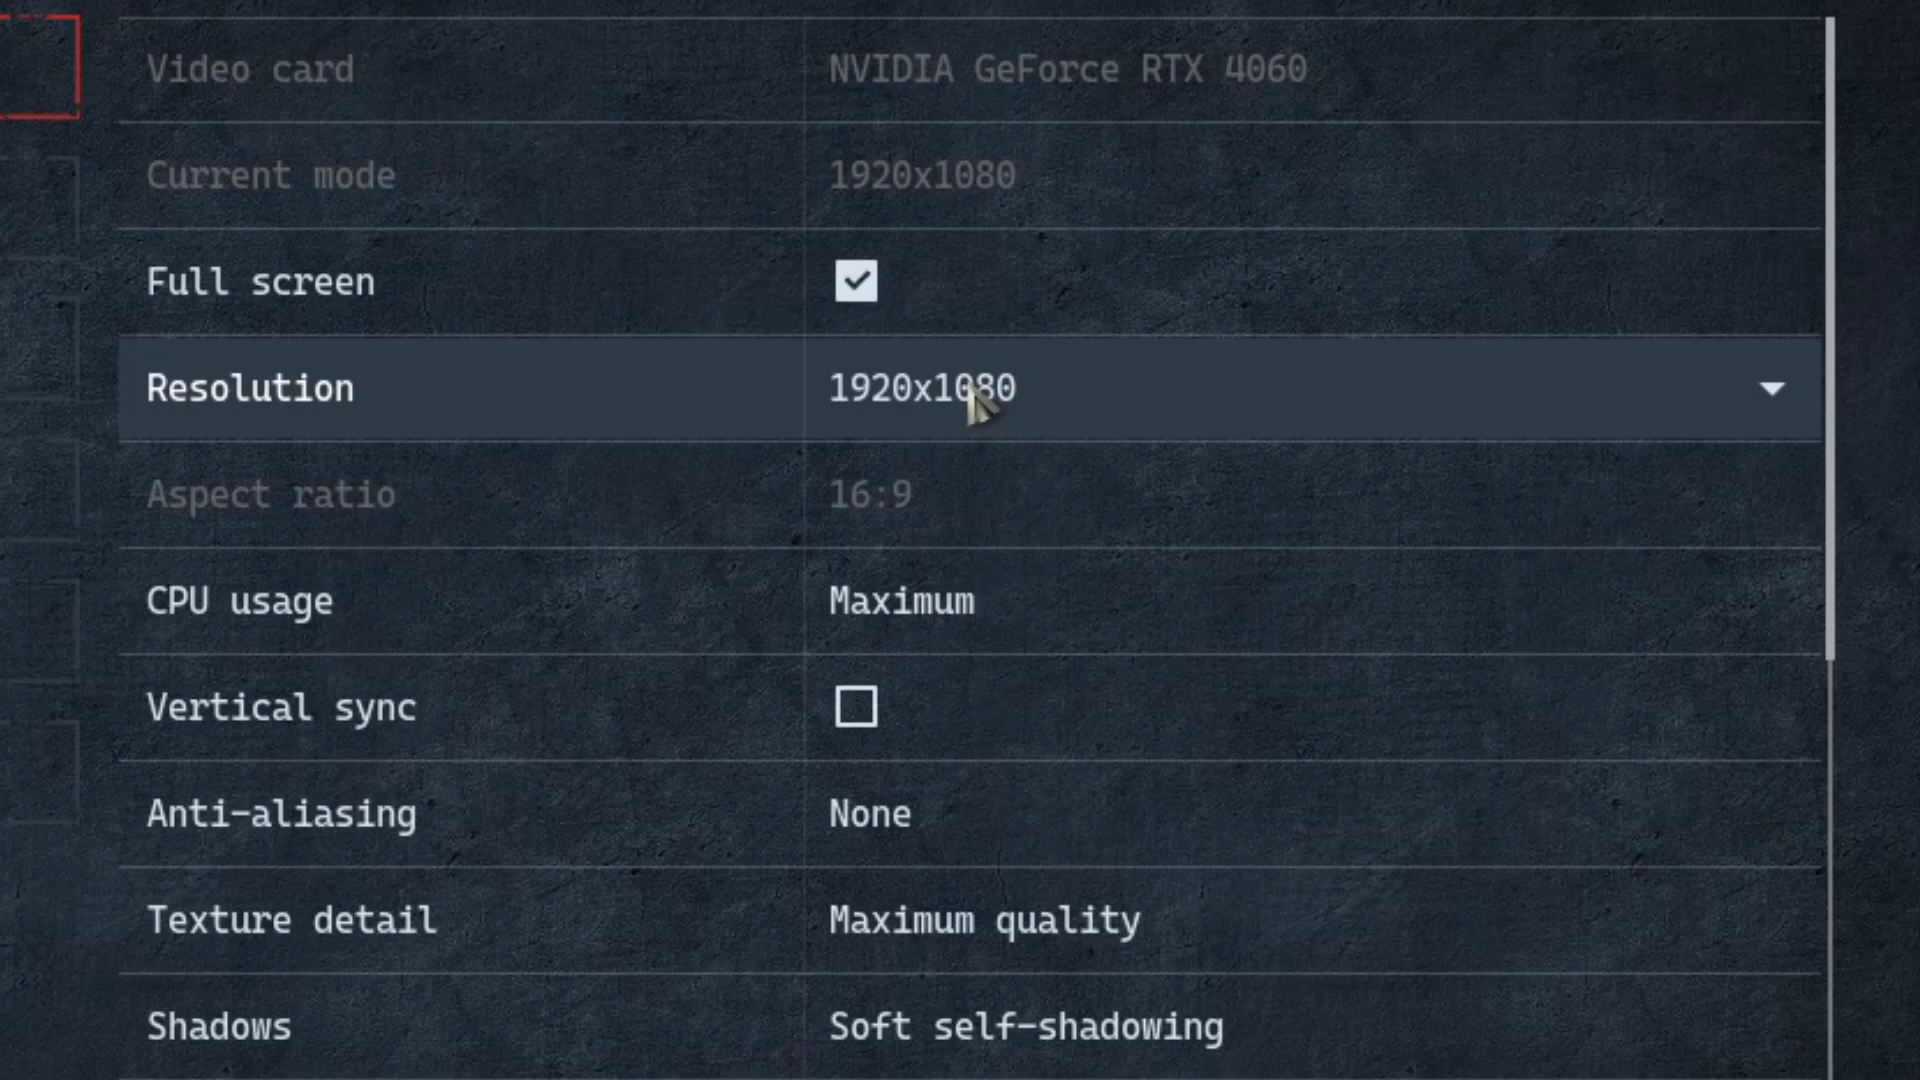 Video card NVIDIA GeForce RTX 4060
Current mode 1920x1080
Full screen
Resolution 1920x1080
Aspect ratio 16:9
CPU usage Maximum
Vertical sync
Anti-aliasing None
Texture detail Maximum quality
Shadows Soft self-shadowing